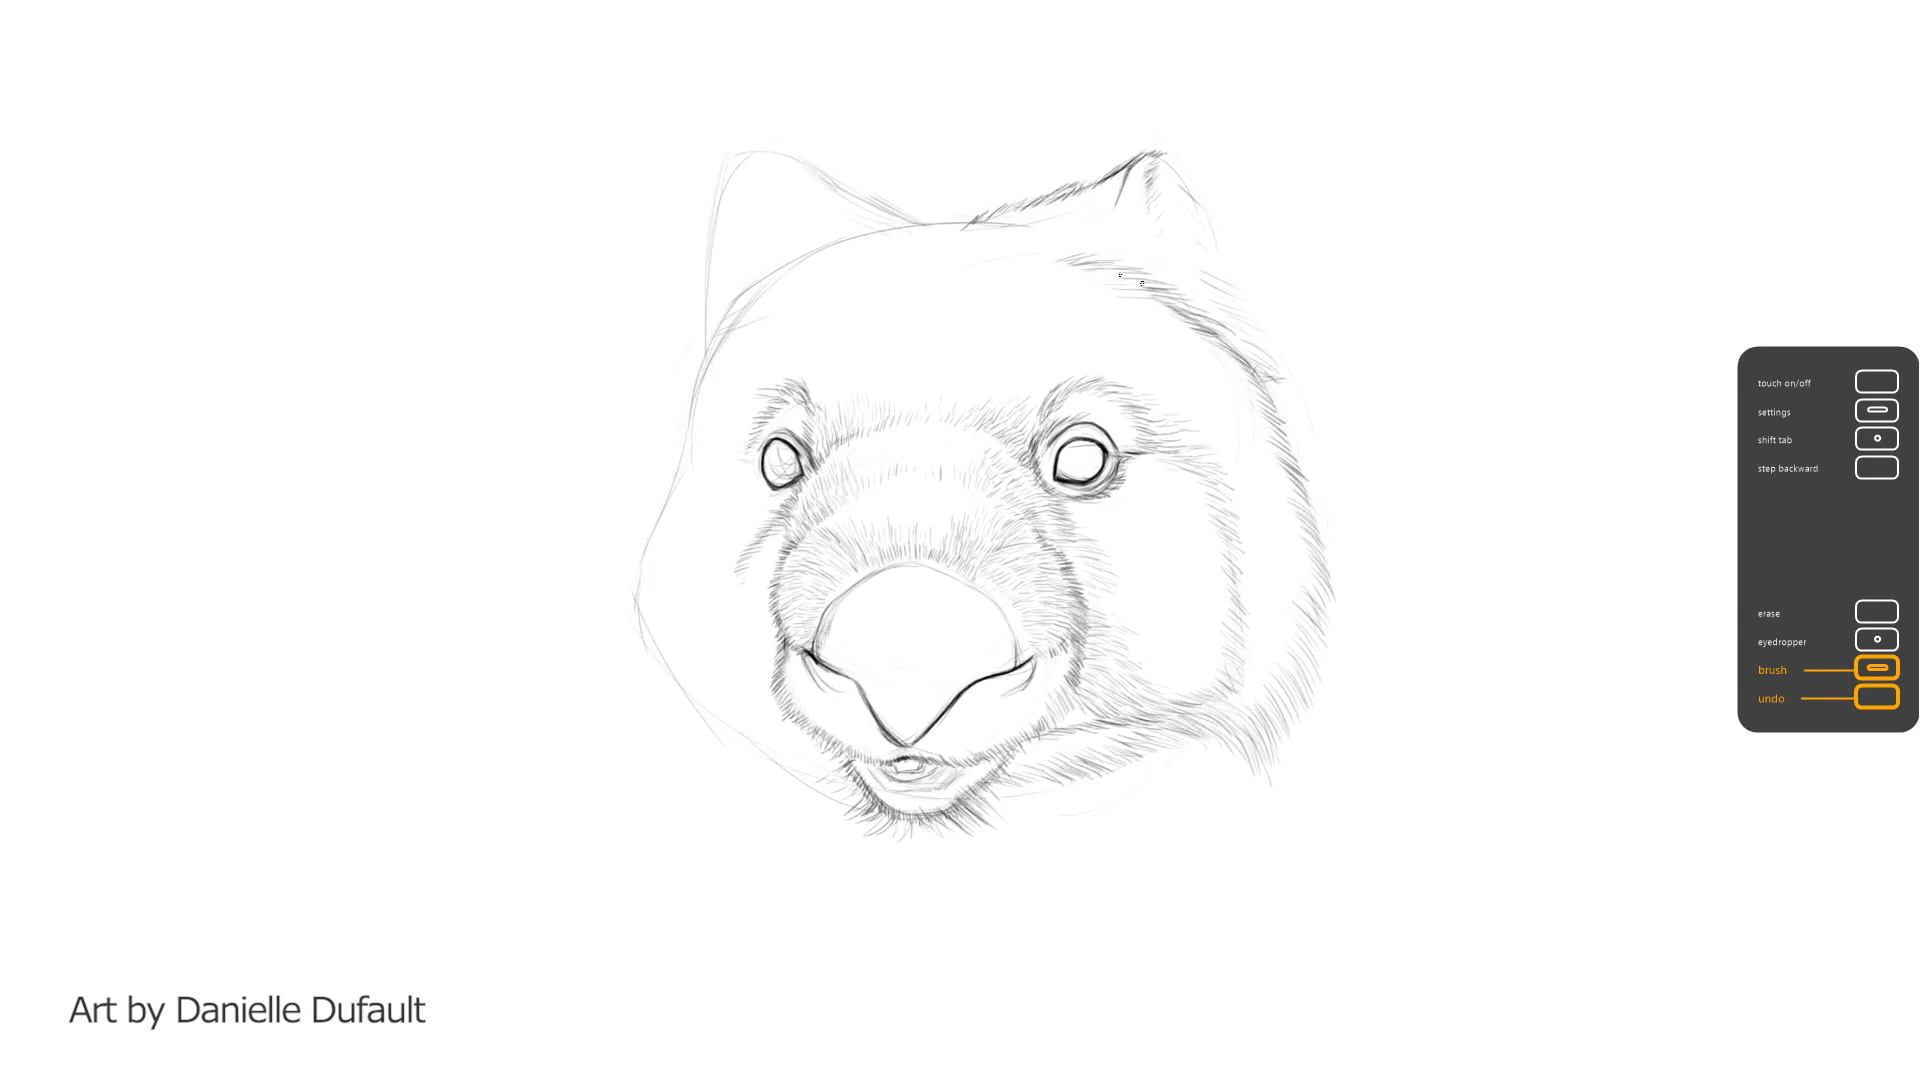 touch on/off
settings
shift tab
step backward
erase
eyedropper
brush
undo
Art by Danielle Dufault